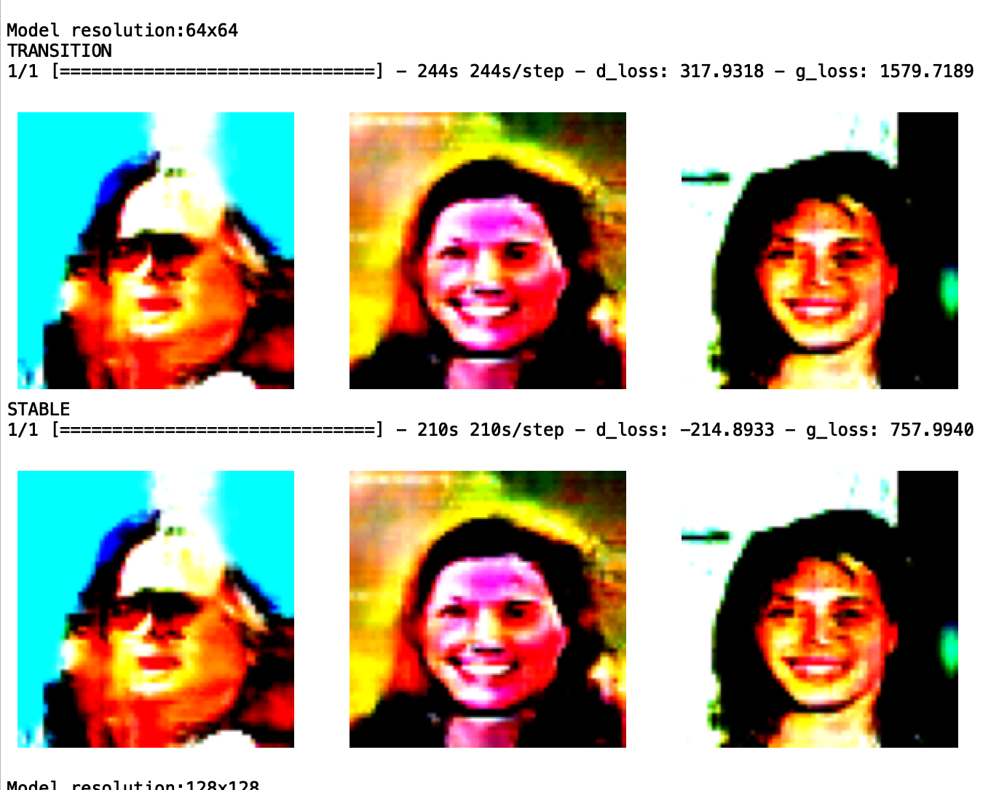 Model resolution:64x64
TRANSITION
1/1 [==============================] - 244s 244s/step - d_loss: 317.9318 - g_loss: 1579.7189
STABLE
1/1 [==============================] - 210s 210s/step - d_loss: -214.8933 - g_loss: 757.9940
Model resolution:128x128